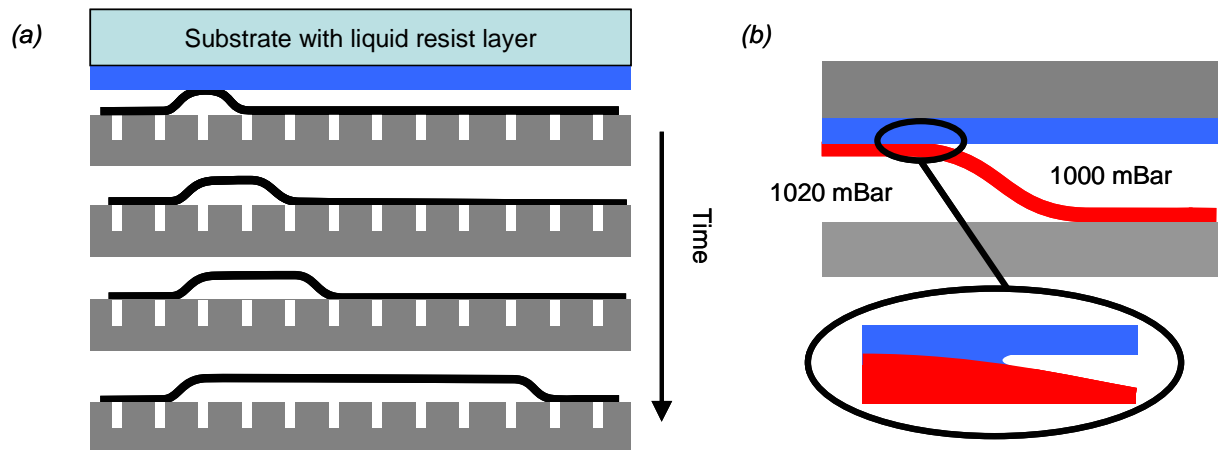 (a)
Substrate with liquid resist layer
Time
(b)
1020 mBar
1000 mBar